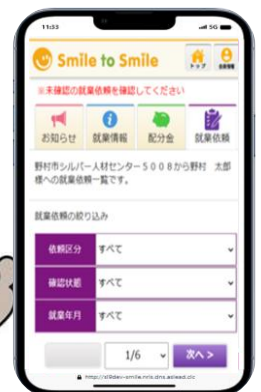 11:33
5G
Smile to Smile
トップ
会員情報
※未確認の就業依頼を確認してください
お知らせ
就業情報
配分金
就業依頼
野村市シルバー人材センター５００８から野村　太郎
様への就業依頼一覧です。
就業依頼の絞り込み
依頼区分 すべて
確認状態 すべて
就業年月 すべて
1/6 次へ >